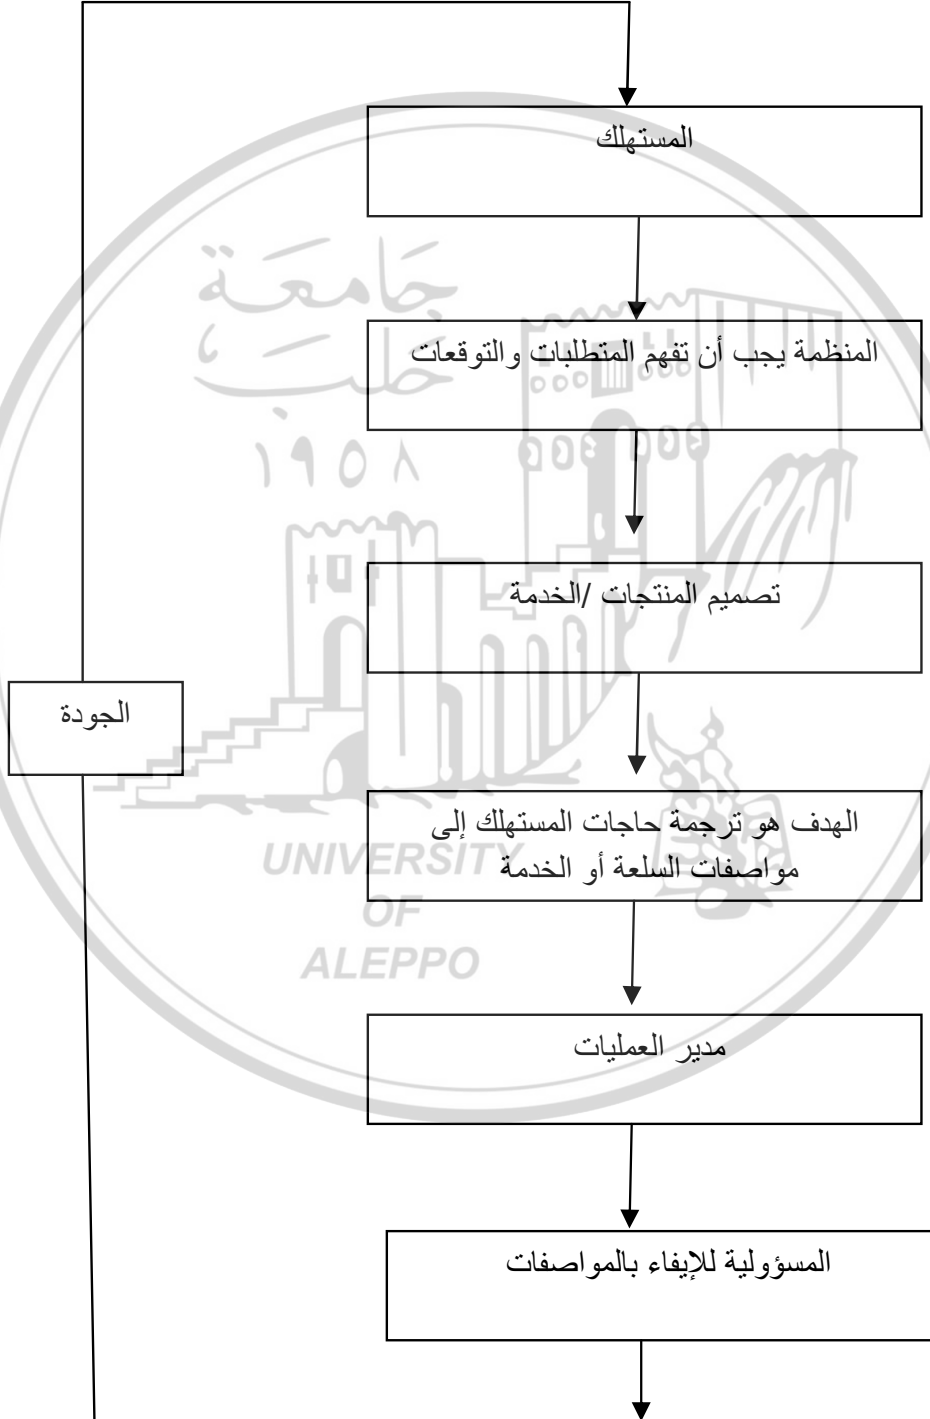 المستهلك
جامعة
حلب
المنظمة يجب أن تفهم المتطلبات والتوقعات
١٩٥٨
تصميم المنتجات /الخدمة
الجودة
الهدف هو ترجمة حاجات المستهلك إلى
مواصفات السلعة أو الخدمة
UNIVERSITY
OF
ALEPPO
مدير العمليات
المسؤولية للإيفاء بالمواصفات